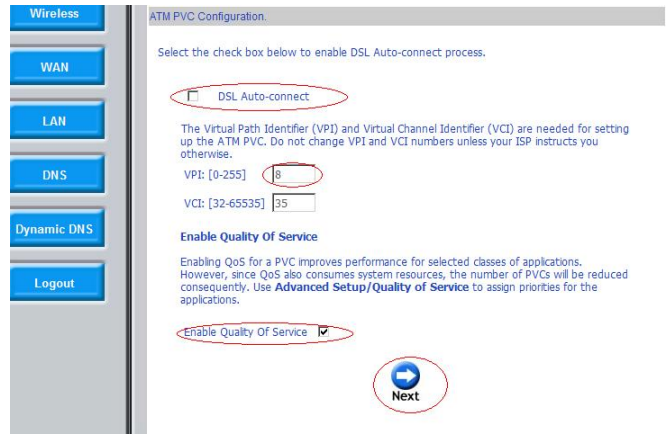 Wireless
ATM PVC Configuration.
Select the check box below to enable DSL Auto-connect process.
WAN
DSL Auto-connect
LAN
The Virtual Path Identifier (VPI) and Virtual Channel Identifier (VCI) are needed for setting
up the ATM PVC. Do not change VPI and VCI numbers unless your ISP instructs you
otherwise.
DNS
VPI: [0-255] 8
VCI: [32-65535] 35
Dynamic DNS
Enable Quality Of Service
Enabling QoS for a PVC improves performance for selected classes of applications.
However, since QoS also consumes system resources, the number of PVCs will be reduced
Logout
consequently. Use Advanced Setup/Quality of Service to assign priorities for the
applications.
Enable Quality Of Service
Next